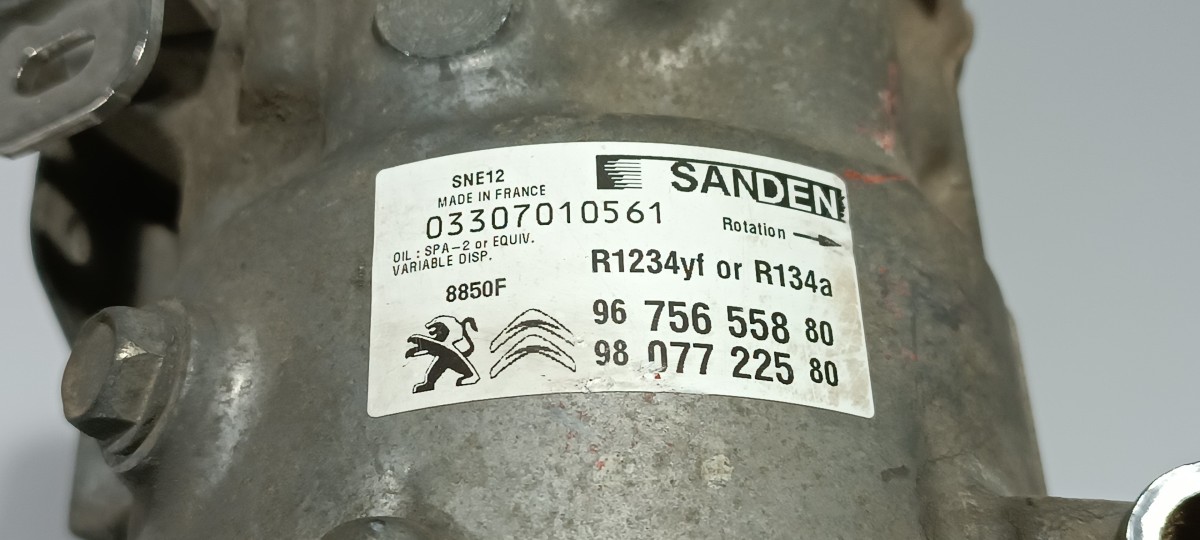 SNE12
MADE IN FRANCE
03307010561
OIL : SPA-2 or EQUIV.
VARIABLE DISP.
8850F
SANDEN
Rotation
R1234yf or R134a
96 756 558 80
98 077 225 80